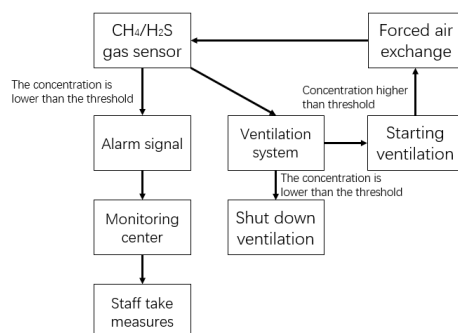 CH₄/H₂S
gas sensor
Forced air
exchange
The concentration is
lower than the threshold
Concentration higher
than threshold
Alarm signal
Ventilation
system
Starting
ventilation
The concentration is
lower than the threshold
Monitoring
center
Shut down
ventilation
Staff take
measures